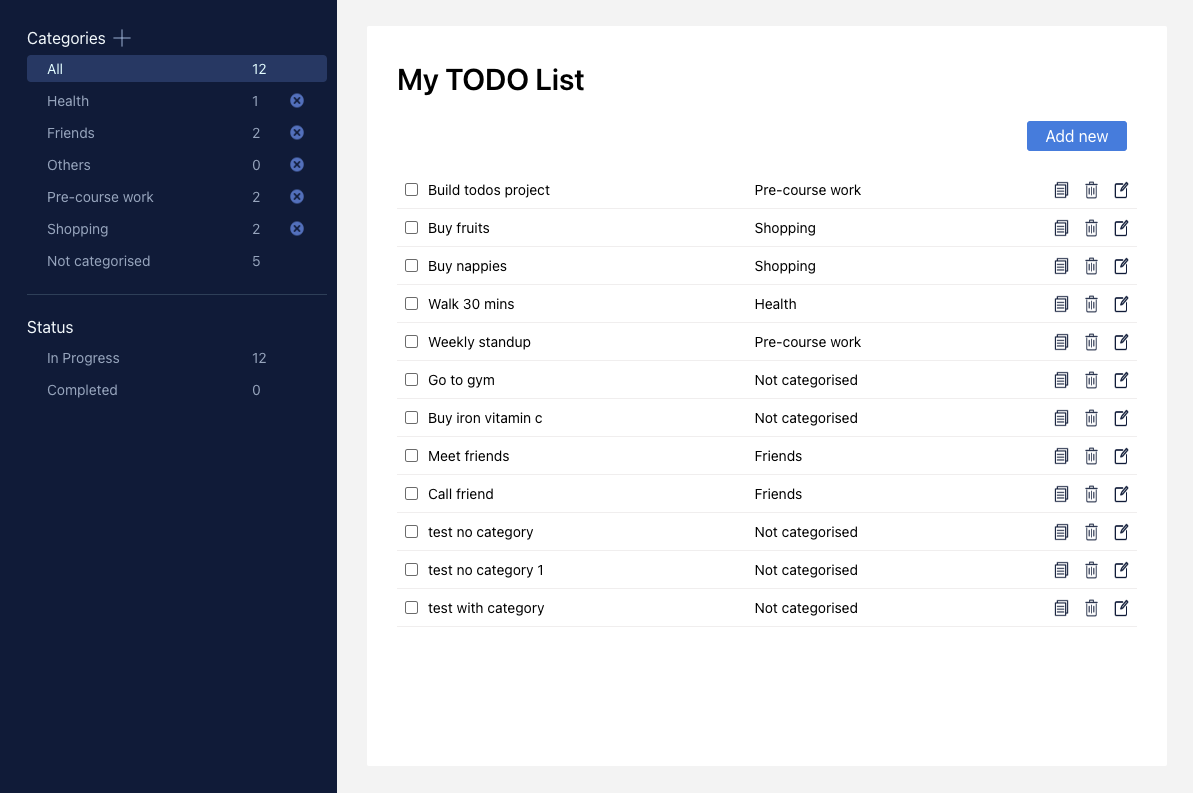 Categories
All 12
Health 1
Friends 2
Others 0
Pre-course work 2
Shopping 2
Not categorised 5
Status
In Progress 12
Completed 0
My TODO List
Add new
Build todos project Pre-course work
Buy fruits Shopping
Buy nappies Shopping
Walk 30 mins Health
Weekly standup Pre-course work
Go to gym Not categorised
Buy iron vitamin c Not categorised
Meet friends Friends
Call friend Friends
test no category Not categorised
test no category 1 Not categorised
test with category Not categorised